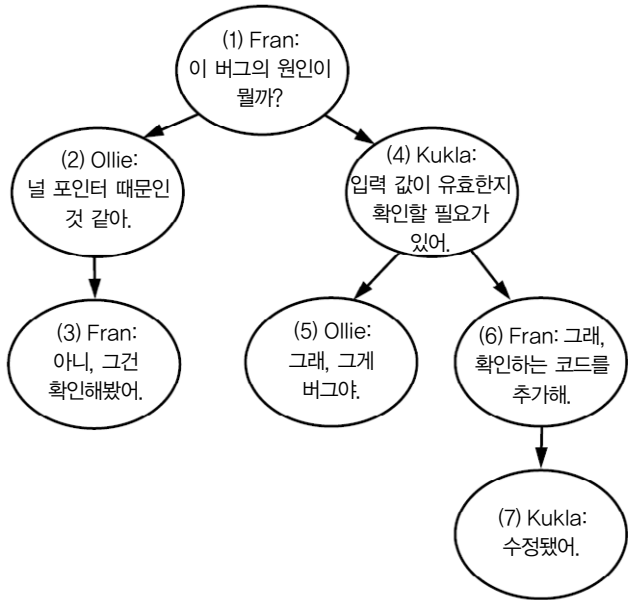 (1) Fran:
이 버그의 원인이
뭘까?
(2) Ollie:
널 포인터 때문인
것 같아.
(4) Kukla:
입력 값이 유효한지
확인할 필요가
있어.
(3) Fran:
아니, 그건
확인해봤어.
(5) Ollie:
그래, 그게
버그야.
(6) Fran: 그래,
확인하는 코드를
추가해.
(7) Kukla:
수정됐어.